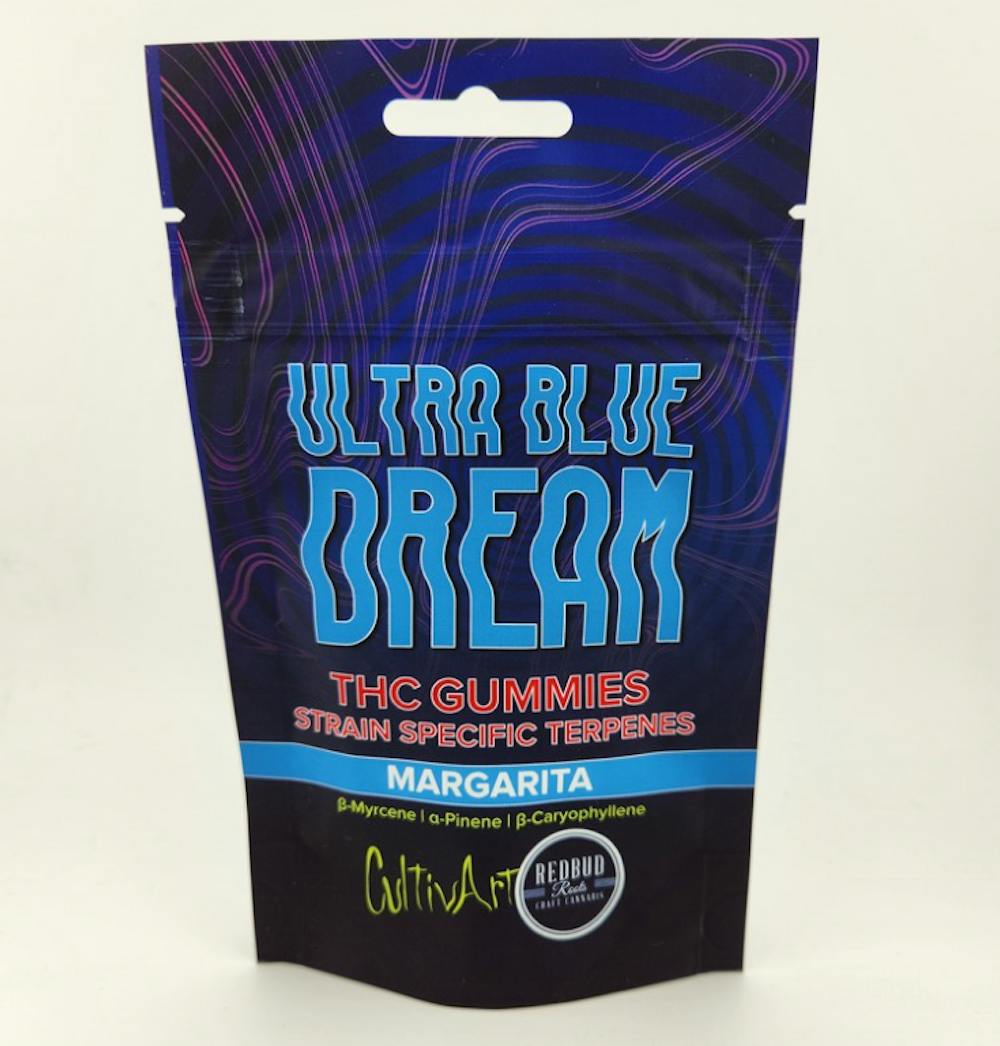 ULTRA BLUE
DREAM
THC GUMMIES
STRAIN SPECIFIC TERPENES
MARGARITA
β-Myrcene | α-Pinene | β-Caryophyllene
CultivArt
REDBUD
Roots
CRAFT CANNABIS